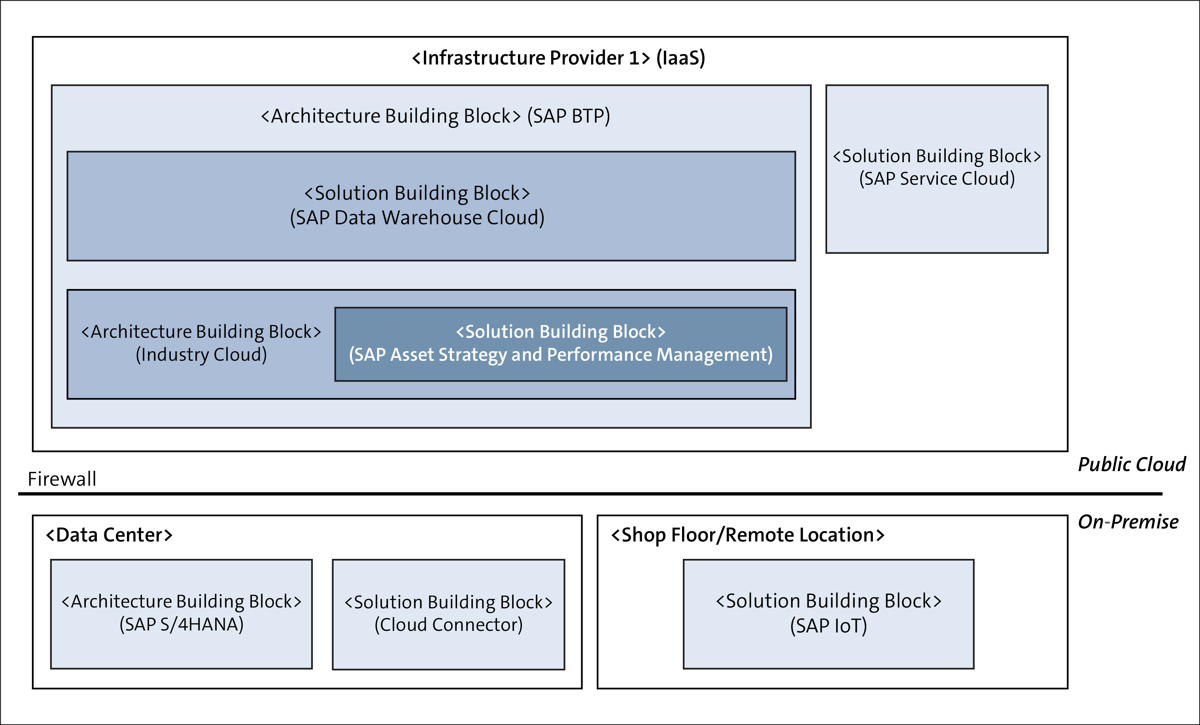 <Infrastructure Provider 1> (IaaS)
<Architecture Building Block> (SAP BTP)
<Solution Building Block>
(SAP Data Warehouse Cloud)
<Architecture Building Block>
(Industry Cloud)
<Solution Building Block>
(SAP Asset Strategy and Performance Management)
<Solution Building Block>
(SAP Service Cloud)
Public Cloud
Firewall
On-Premise
<Data Center>
<Architecture Building Block>
(SAP S/4HANA)
<Solution Building Block>
(Cloud Connector)
<Shop Floor/Remote Location>
<Solution Building Block>
(SAP IoT)